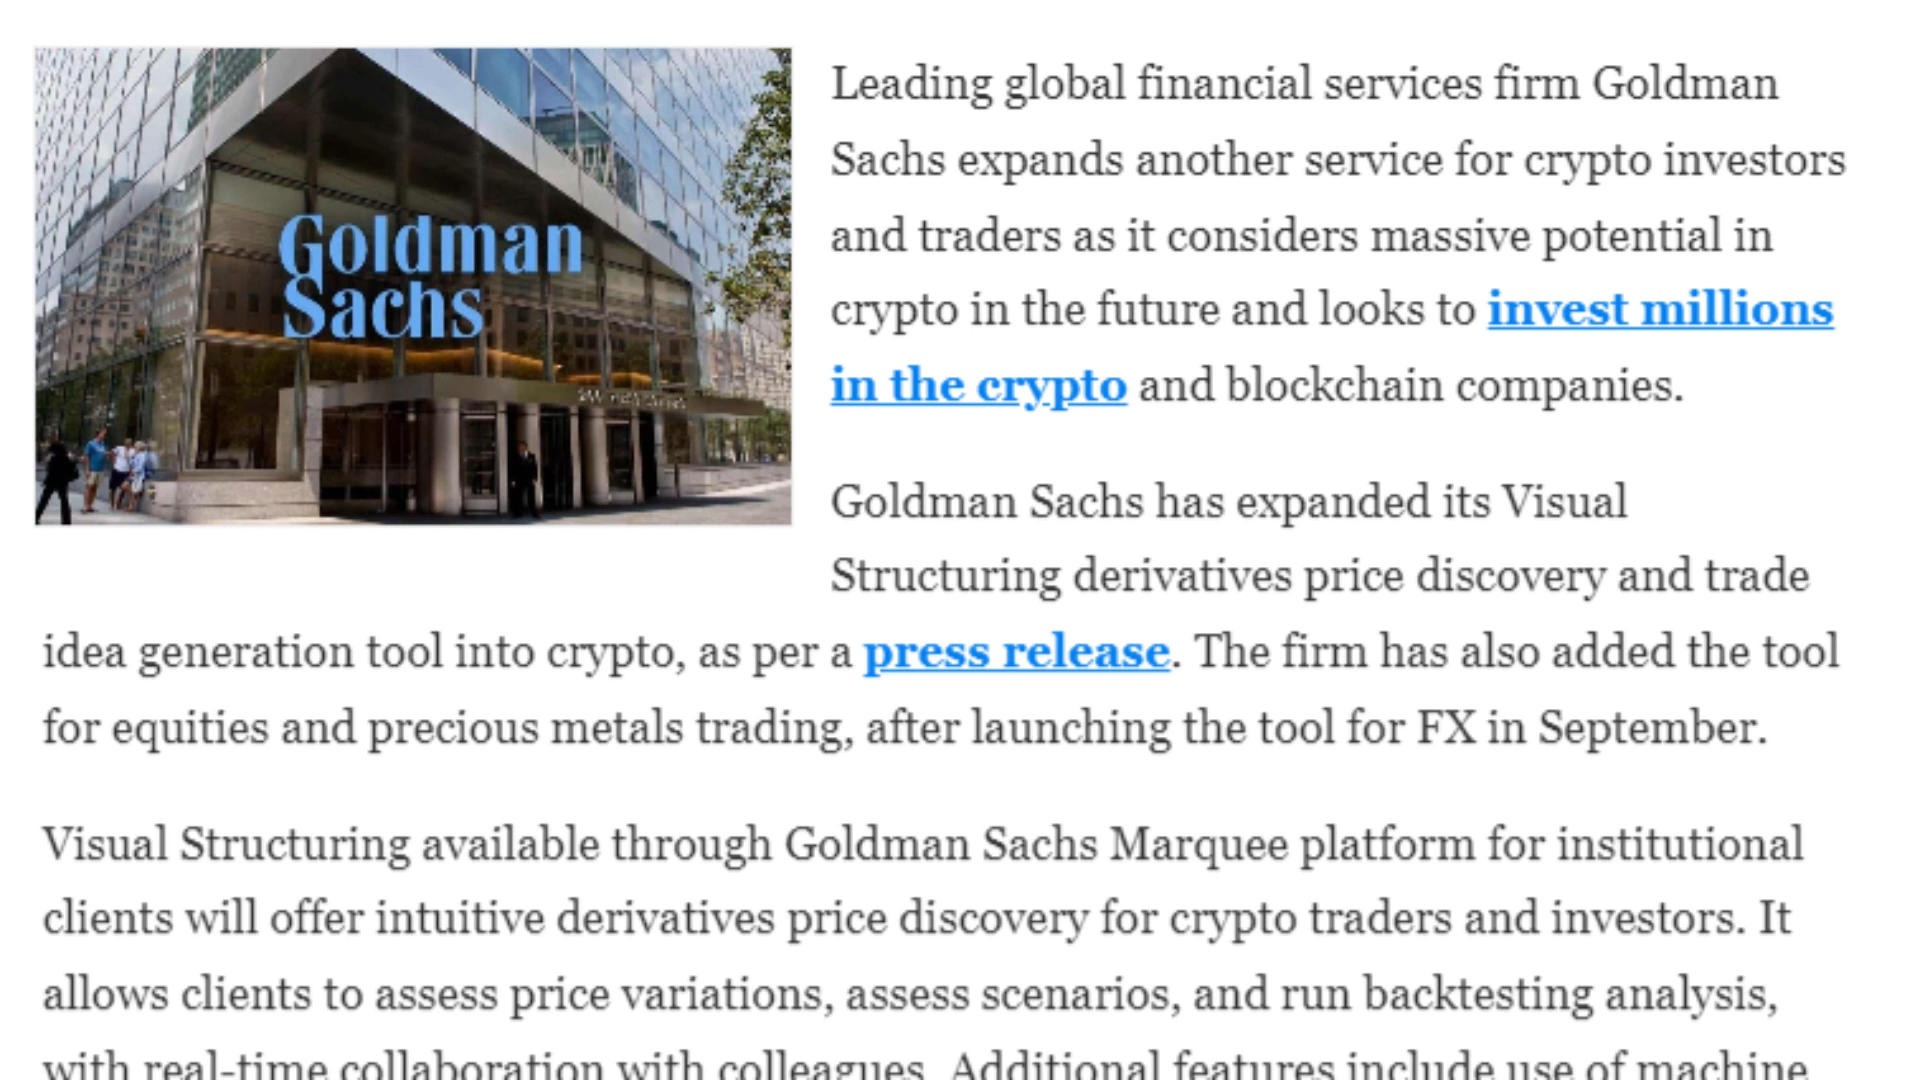 Goldman
Sachs
Leading global financial services firm Goldman
Sachs expands another service for crypto investors
and traders as it considers massive potential in
crypto in the future and looks to invest millions
in the crypto and blockchain companies.
Goldman Sachs has expanded its Visual
Structuring derivatives price discovery and trade
idea generation tool into crypto, as per a press release. The firm has also added the tool
for equities and precious metals trading, after launching the tool for FX in September.
Visual Structuring available through Goldman Sachs Marquee platform for institutional
clients will offer intuitive derivatives price discovery for crypto traders and investors. It
allows clients to assess price variations, assess scenarios, and run backtesting analysis,
with real-time collaboration with colleagues. Additional features include use of machine